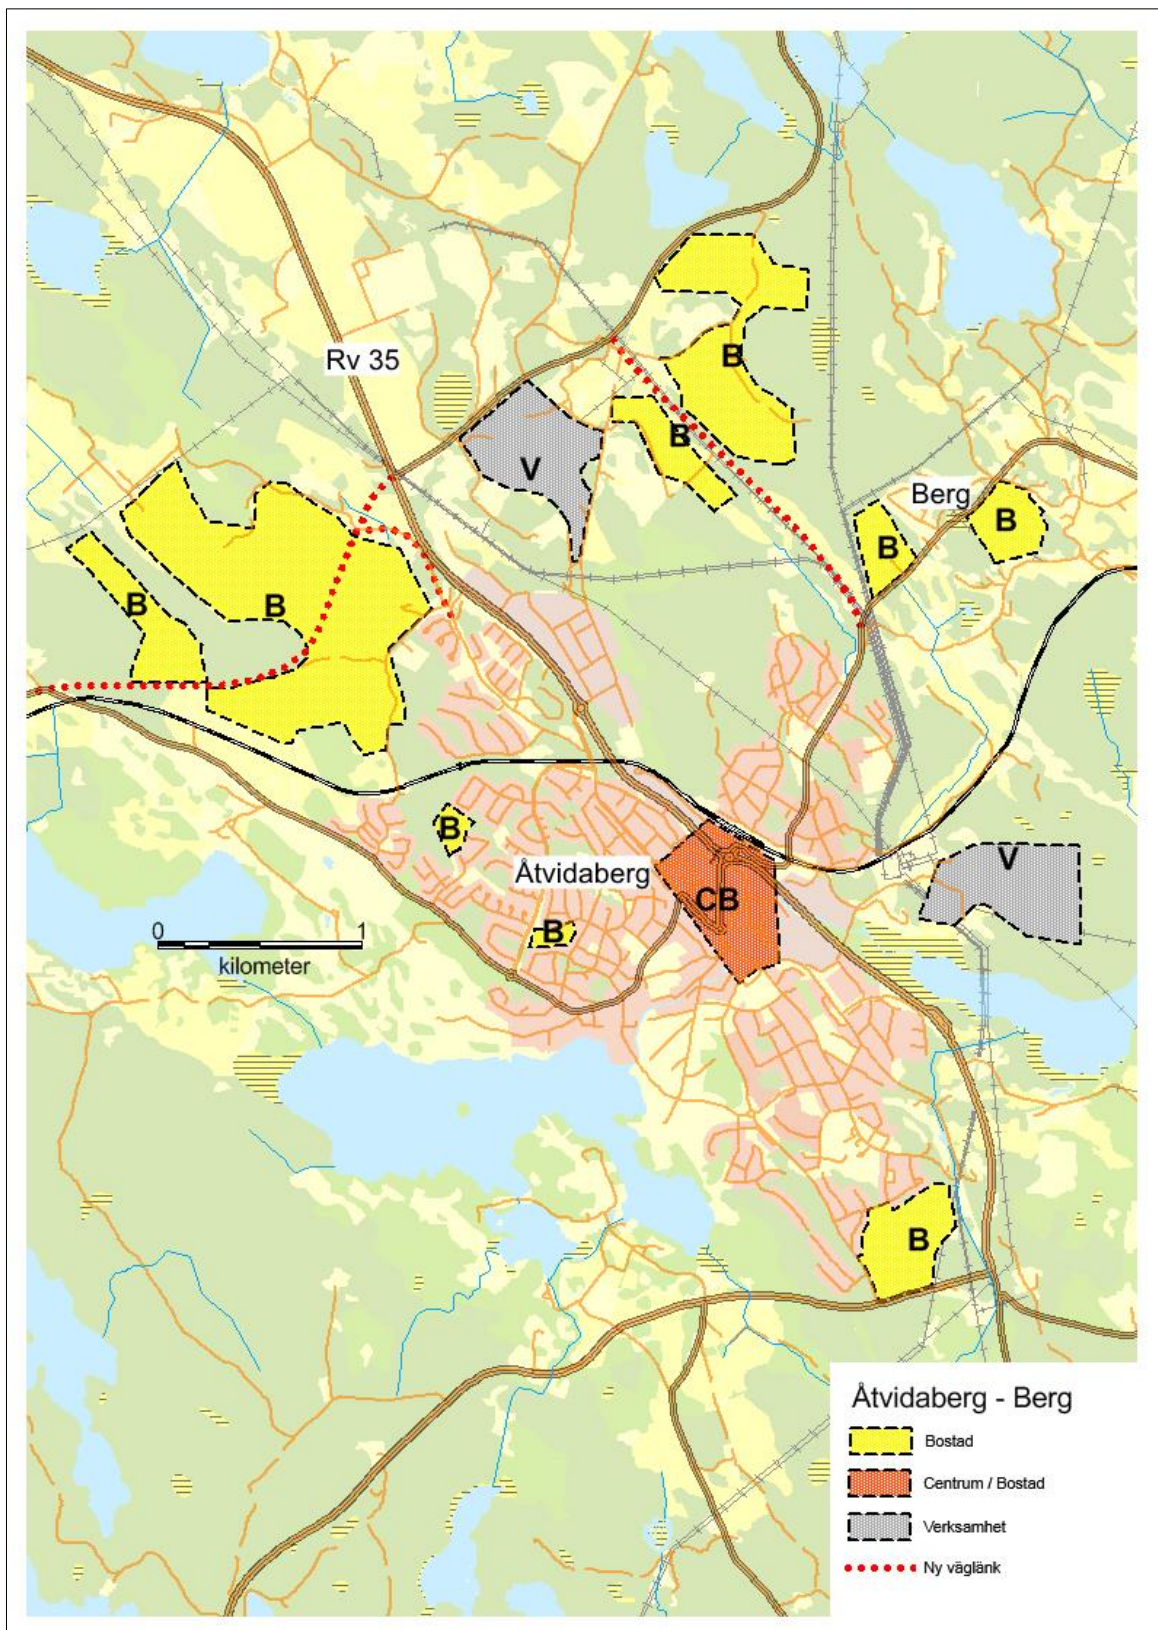 Rv 35
B
B
V
Berg
B
B
B
B
V
B
Åtvidaberg
CB
B
0 1
kilometer
B
Åtvidaberg - Berg
Bostad
Centrum / Bostad
Verksamhet
Ny väglänk